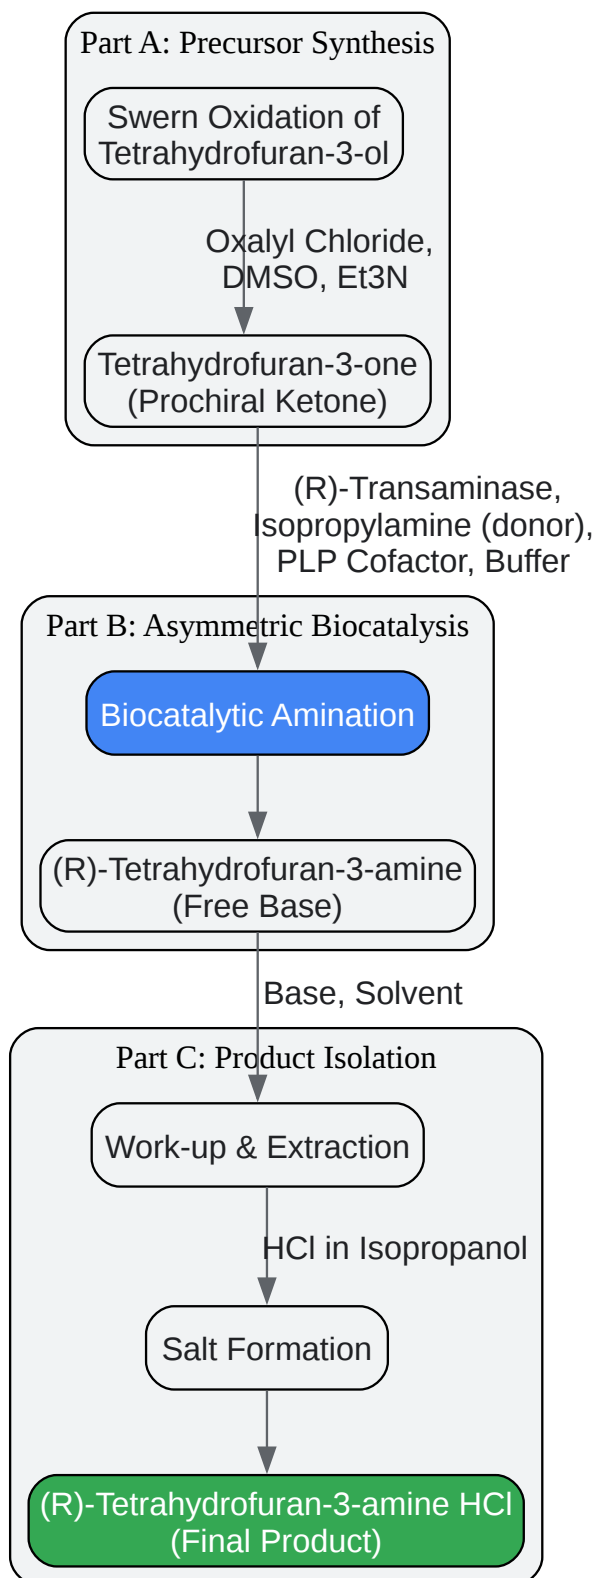 Part A: Precursor Synthesis
Swern Oxidation of
Tetrahydrofuran-3-ol
Oxalyl Chloride,
DMSO, Et3N
Tetrahydrofuran-3-one
(Prochiral Ketone)
(R)-Transaminase,
Isopropylamine (donor),
PLP Cofactor, Buffer
Part B: Asymmetric Biocatalysis
Biocatalytic Amination
(R)-Tetrahydrofuran-3-amine
(Free Base)
Base, Solvent
Part C: Product Isolation
Work-up & Extraction
HCl in Isopropanol
Salt Formation
(R)-Tetrahydrofuran-3-amine HCl
(Final Product)